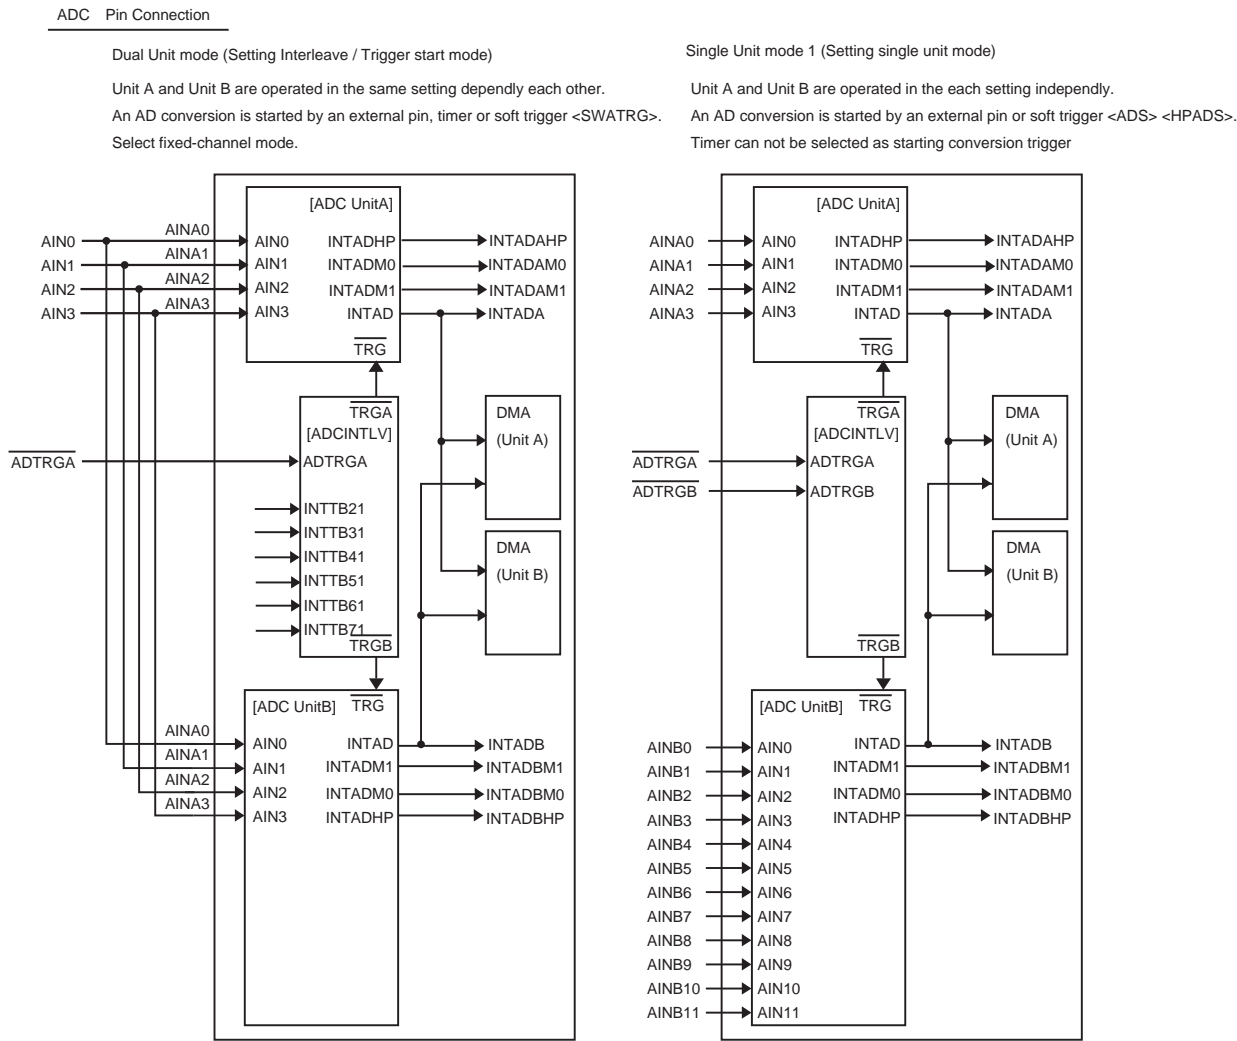 ADC Pin Connection
Dual Unit mode (Setting Interleave / Trigger start mode)
Unit A and Unit B are operated in the same setting dependly each other.
An AD conversion is started by an external pin, timer or soft trigger <SWATRG>.
Select fixed-channel mode.
[ADC UnitA]
AIN0 AINA0 AIN0 INTADHP INTADAHP
AIN1 AINA1 AIN1 INTADM0 INTADAM0
AIN2 AINA2 AIN2 INTADM1 INTADAM1
AIN3 AINA3 AIN3 INTAD INTADA
TRG
TRGA
[ADCINTLV]
ADTRGA ADTRGA
INTTB21
INTTB31
INTTB41
INTTB51
INTTB61
INTTB71
TRGB
DMA
(Unit A)
DMA
(Unit B)
[ADC UnitB] TRG
AINA0 AIN0 INTAD INTADB
AINA1 AIN1 INTADM1 INTADBM1
AINA2 AIN2 INTADM0 INTADBM0
AINA3 AIN3 INTADHP INTADBHP
Single Unit mode 1 (Setting single unit mode)
Unit A and Unit B are operated in the each setting independly.
An AD conversion is started by an external pin or soft trigger <ADS> <HPADS>.
Timer can not be selected as starting conversion trigger
[ADC UnitA]
AINA0 AIN0 INTADHP INTADAHP
AINA1 AIN1 INTADM0 INTADAM0
AINA2 AIN2 INTADM1 INTADAM1
AINA3 AIN3 INTAD INTADA
TRG
TRGA
[ADCINTLV]
ADTRGA ADTRGA
ADTRGB ADTRGB
TRGB
DMA
(Unit A)
DMA
(Unit B)
[ADC UnitB] TRG
AINB0 AIN0 INTAD INTADB
AINB1 AIN1 INTADM1 INTADBM1
AINB2 AIN2 INTADM0 INTADBM0
AINB3 AIN3 INTADHP INTADBHP
AINB4 AIN4
AINB5 AIN5
AINB6 AIN6
AINB7 AIN7
AINB8 AIN8
AINB9 AIN9
AINB10 AIN10
AINB11 AIN11